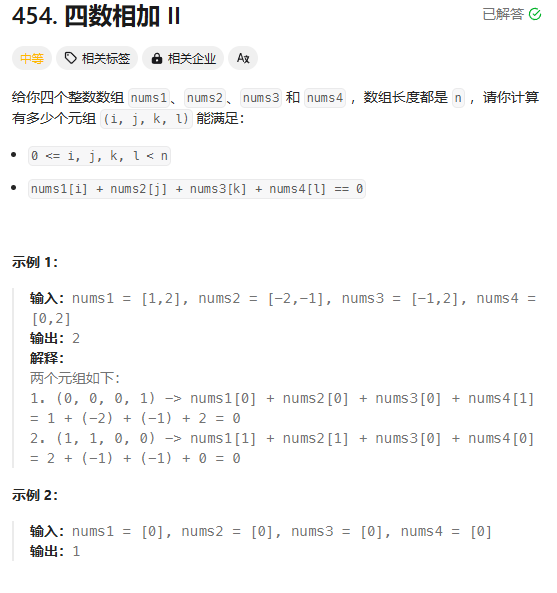 454. 四数相加 II
已解答
中等 相关标签 相关企业 Aあ
给你四个整数数组 nums1、nums2、nums3 和 nums4 ，数组长度都是 n ，请你计算
有多少个元组 (i, j, k, l) 能满足：
0 <= i, j, k, l < n
nums1[i] + nums2[j] + nums3[k] + nums4[l] == 0
示例 1：
输入：nums1 = [1,2], nums2 = [-2,-1], nums3 = [-1,2], nums4 =
[0,2]
输出：2
解释：
两个元组如下：
1. (0, 0, 0, 1) -> nums1[0] + nums2[0] + nums3[0] + nums4[1]
= 1 + (-2) + (-1) + 2 = 0
2. (1, 1, 0, 0) -> nums1[1] + nums2[1] + nums3[0] + nums4[0]
= 2 + (-1) + (-1) + 0 = 0
示例 2：
输入：nums1 = [0], nums2 = [0], nums3 = [0], nums4 = [0]
输出：1